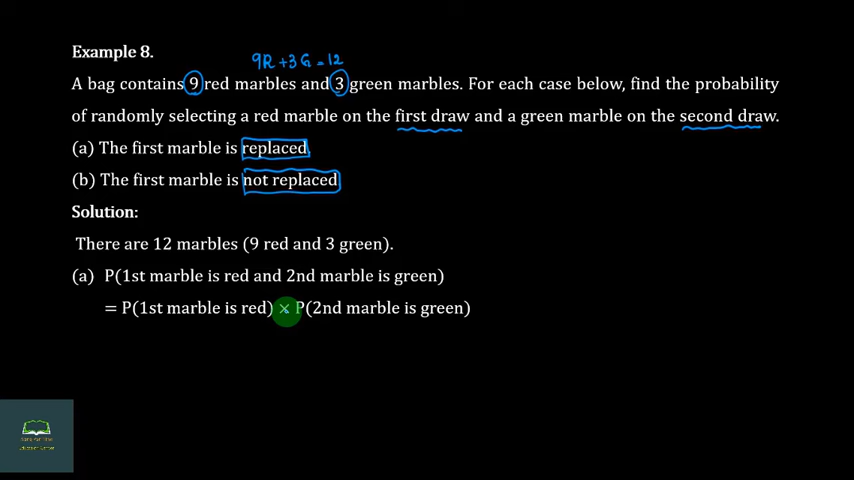 Example 8.
9R + 3G = 12
A bag contains 9 red marbles and 3 green marbles. For each case below, find the probability
of randomly selecting a red marble on the first draw and a green marble on the second draw.
(a) The first marble is replaced.
(b) The first marble is not replaced
Solution:
There are 12 marbles (9 red and 3 green).
(a) P(1st marble is red and 2nd marble is green)
= P(1st marble is red) × P(2nd marble is green)